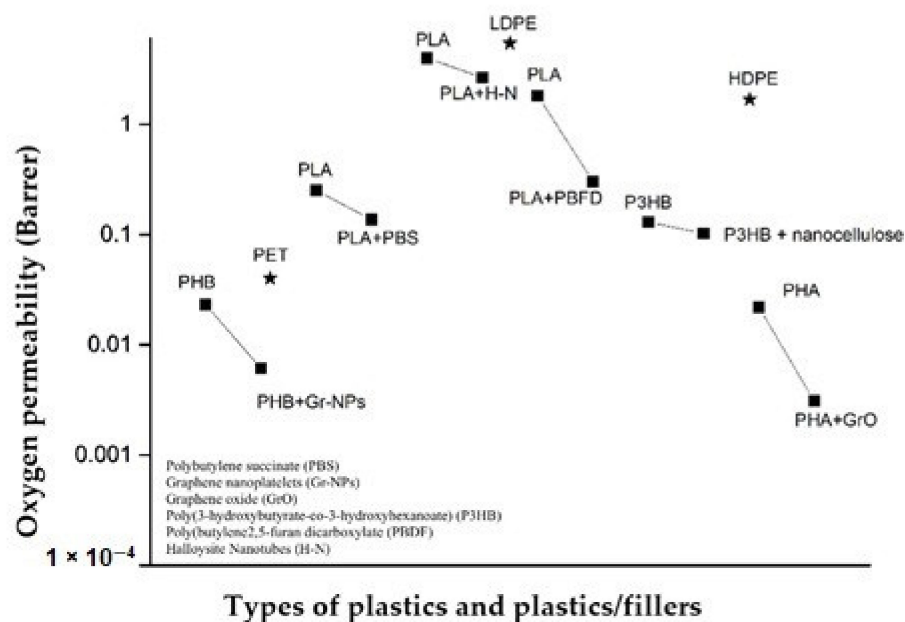 Oxygen permeability (Barrer)
1
0.1
0.01
0.001
1 × 10⁻⁴
PLA
LDPE
PLA+H-N
PLA
HDPE
PLA
PLA+PBS
PLA+PBFD
P3HB
P3HB + nanocellulose
PET
PHB
PHB+Gr-NPs
PHA
PHA+GrO
Polybutylene succinate (PBS)
Graphene nanoplatelets (Gr-NPs)
Graphene oxide (GrO)
Poly(3-hydroxybutyrate-co-3-hydroxyhexanoate) (P3HB)
Poly(butylene2,5-furan dicarboxylate (PBDF)
Halloysite Nanotubes (H-N)
Types of plastics and plastics/fillers